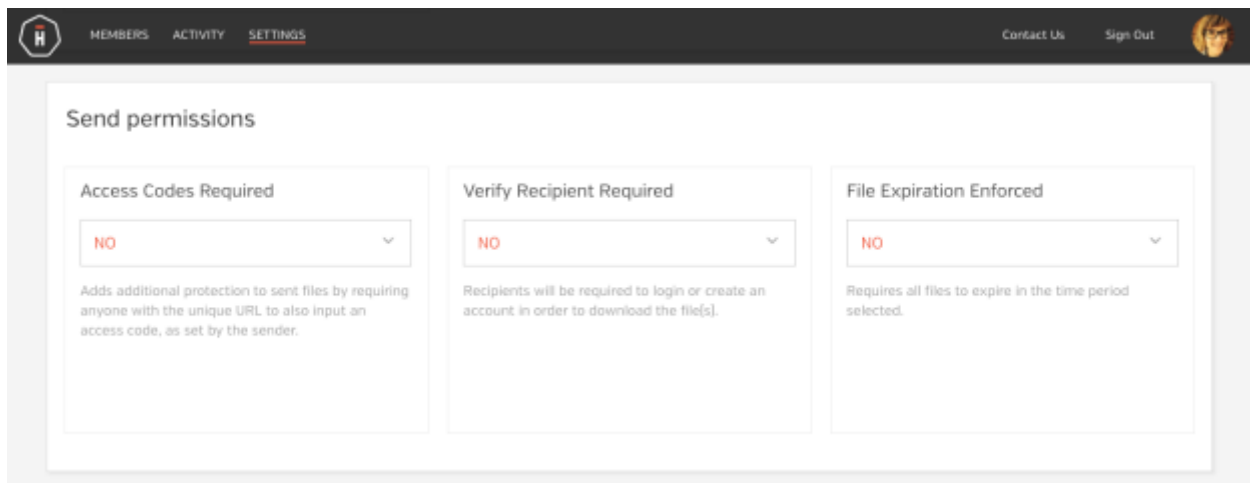 H
MEMBERS ACTIVITY SETTINGS Contact Us Sign Out
Send permissions
Access Codes Required
NO
Adds additional protection to sent files by requiring
anyone with the unique URL to also input an
access code, as set by the sender.
Verify Recipient Required
NO
Recipients will be required to login or create an
account in order to download the file(s).
File Expiration Enforced
NO
Requires all files to expire in the time period
selected.